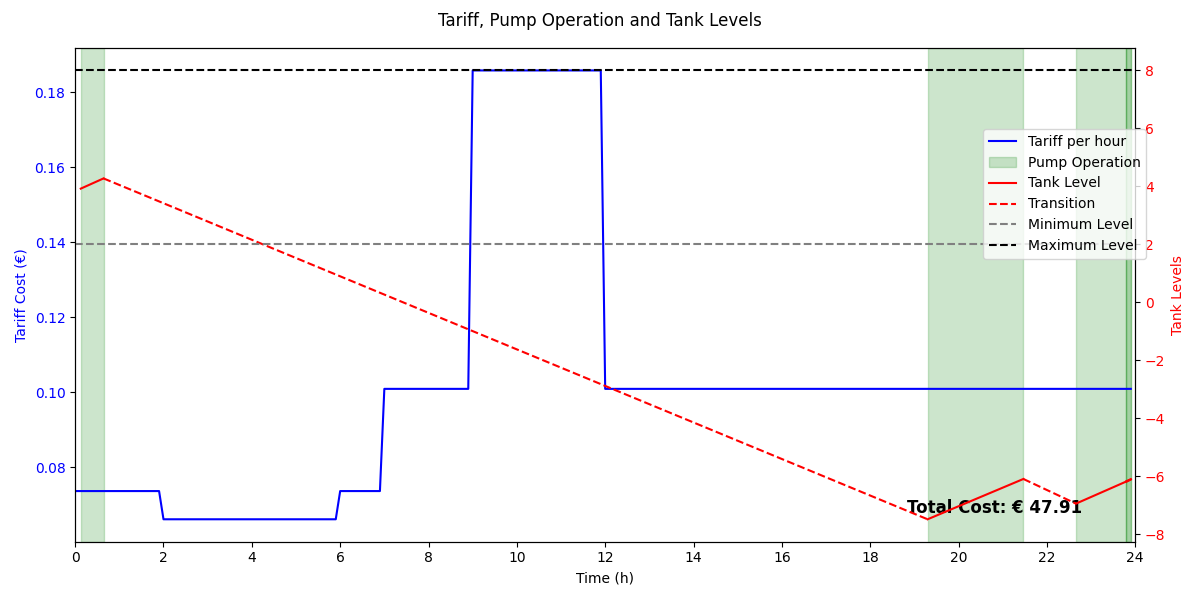 Tariff, Pump Operation and Tank Levels
Tariff Cost (€)
0.18
0.16
0.14
0.12
0.10
0.08
0
2
4
6
8
10
12
14
16
18
20
22
24
Time (h)
Tariff per hour
Pump Operation
Tank Level
Transition
Minimum Level
Maximum Level
Total Cost: € 47.91
8
6
4
2
0
−2
−4
−6
−8
Tank Levels